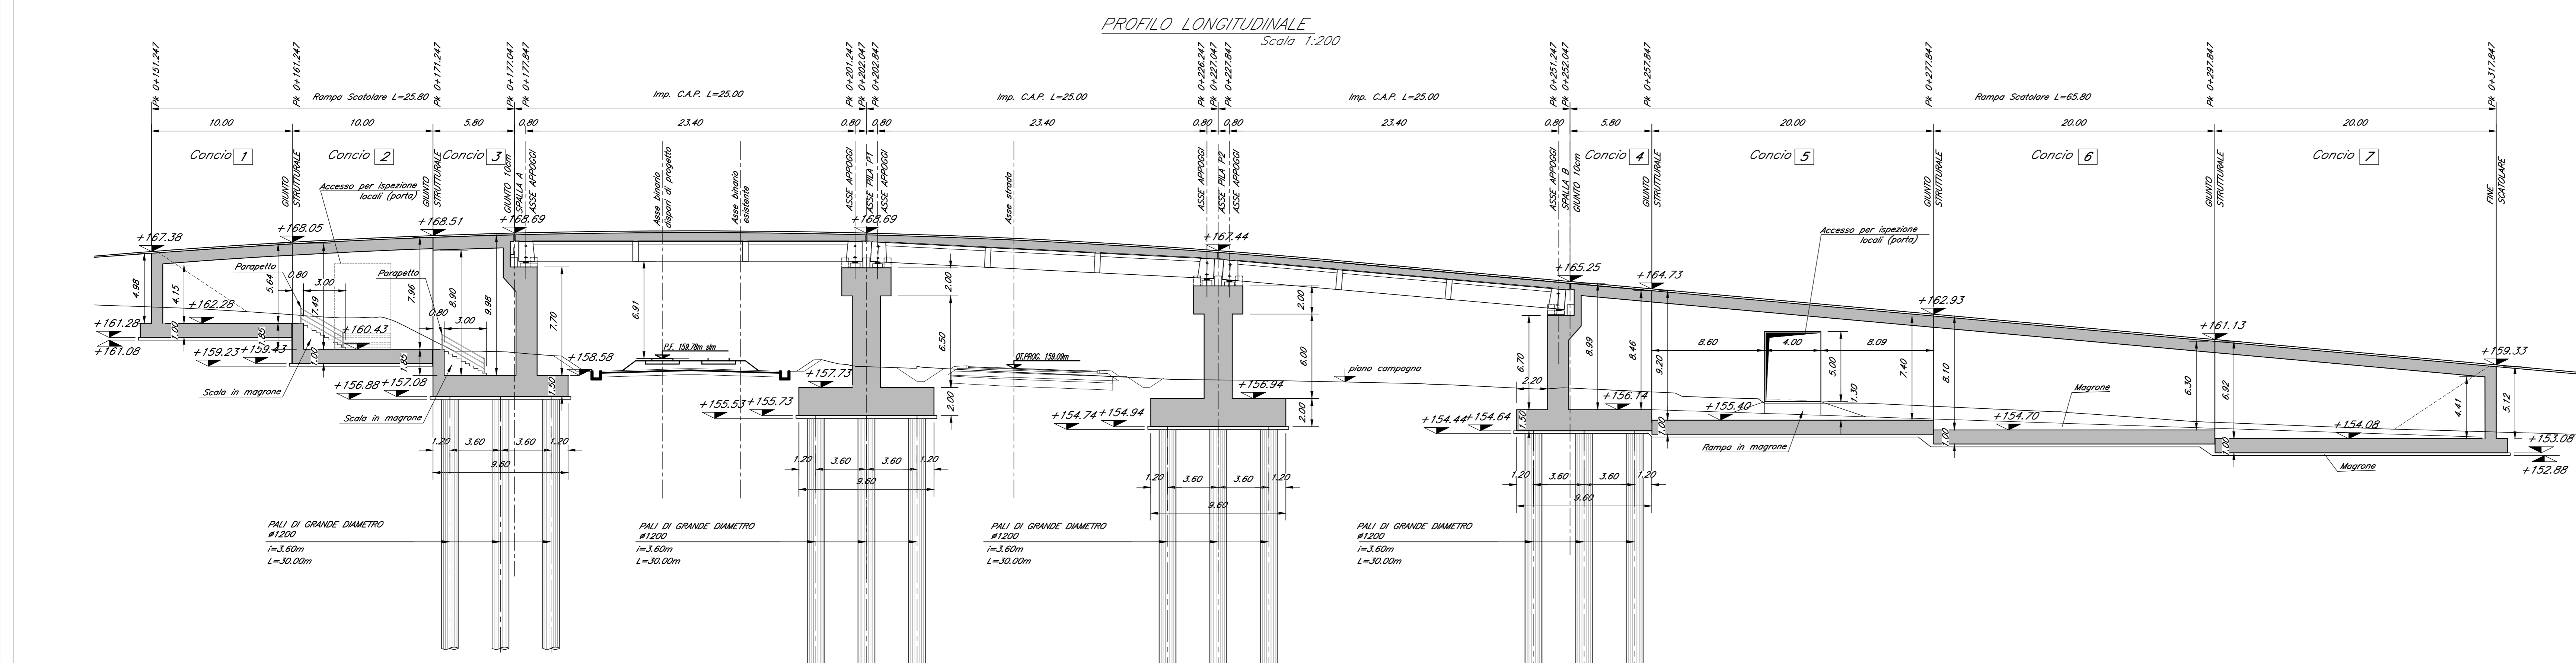 PROFILO LONGITUDINALE
Scala 1:200
Pk 0+151.247
Pk 0+161.247
Pk 0+171.247
Pk 0+177.047
Pk 0+177.847
Pk 0+201.247
Pk 0+202.047
Pk 0+202.847
Pk 0+226.247
Pk 0+227.047
Pk 0+227.847
Pk 0+251.247
Pk 0+252.047
Pk 0+257.847
Pk 0+277.847
Pk 0+297.847
Pk 0+317.847
Rampa Scatolare L=25.80
Imp. C.A.P. L=25.00
Imp. C.A.P. L=25.00
Imp. C.A.P. L=25.00
Rampa Scatolare L=65.80
10.00 10.00 5.80 0.80 23.40 0.80 0.80 23.40 0.80 0.80 23.40 0.80 5.80 20.00 20.00 20.00
Concio 1
Concio 2
Concio 3
Concio 4
Concio 5
Concio 6
Concio 7
GIUNTO
STRUTTURALE
GIUNTO
STRUTTURALE
GIUNTO 10cm
SPALLA A
ASSE APPOGGI
Asse binario
dispari di progetto
Asse binario
esistente
ASSE APPOGGI
ASSE PILA P1
ASSE APPOGGI
Asse strada
ASSE APPOGGI
ASSE PILA P2
ASSE APPOGGI
ASSE APPOGGI
SPALLA B
GIUNTO 10cm
GIUNTO
STRUTTURALE
GIUNTO
STRUTTURALE
GIUNTO
STRUTTURALE
FINE
SCATOLARE
Accesso per ispezione
locali (porta)
Accesso per ispezione
locali (porta)
+167.38
+168.05
+168.51
+168.69
+168.69
+167.44
+165.25
+164.73
+162.93
+161.13
+159.33
Parapetto
0.80
3.00
Parapetto
0.80
3.00
4.98
4.15
5.64
7.49
7.96
8.90
9.98
7.70
6.91
2.00
6.50
2.00
2.00
6.00
2.00
6.70
8.99
8.46
9.20
8.60
4.00
8.09
5.00
1.30
7.40
8.10
6.30
6.92
4.41
5.12
+162.28
+161.28
+161.08
1.00
1.85
+160.43
+159.23
+159.43
1.00
1.85
+158.58
P.F. 159.78m slm
QT.PROG. 159.09m
piano campagna
+156.88
+157.08
1.50
+157.73
+155.53
+155.73
+156.94
+154.74
+154.94
2.20
+156.14
+154.44
+154.64
1.50
1.00
+155.40
+154.70
1.00
+154.08
1.00
+153.08
+152.88
Scala in magrone
Scala in magrone
Rampa in magrone
Magrone
Magrone
1.20 3.60 3.60 1.20
9.60
1.20 3.60 3.60 1.20
9.60
1.20 3.60 3.60 1.20
9.60
1.20 3.60 3.60 1.20
9.60
PALI DI GRANDE DIAMETRO
ø1200
i=3.60m
L=30.00m
PALI DI GRANDE DIAMETRO
ø1200
i=3.60m
L=30.00m
PALI DI GRANDE DIAMETRO
ø1200
i=3.60m
L=30.00m
PALI DI GRANDE DIAMETRO
ø1200
i=3.60m
L=30.00m